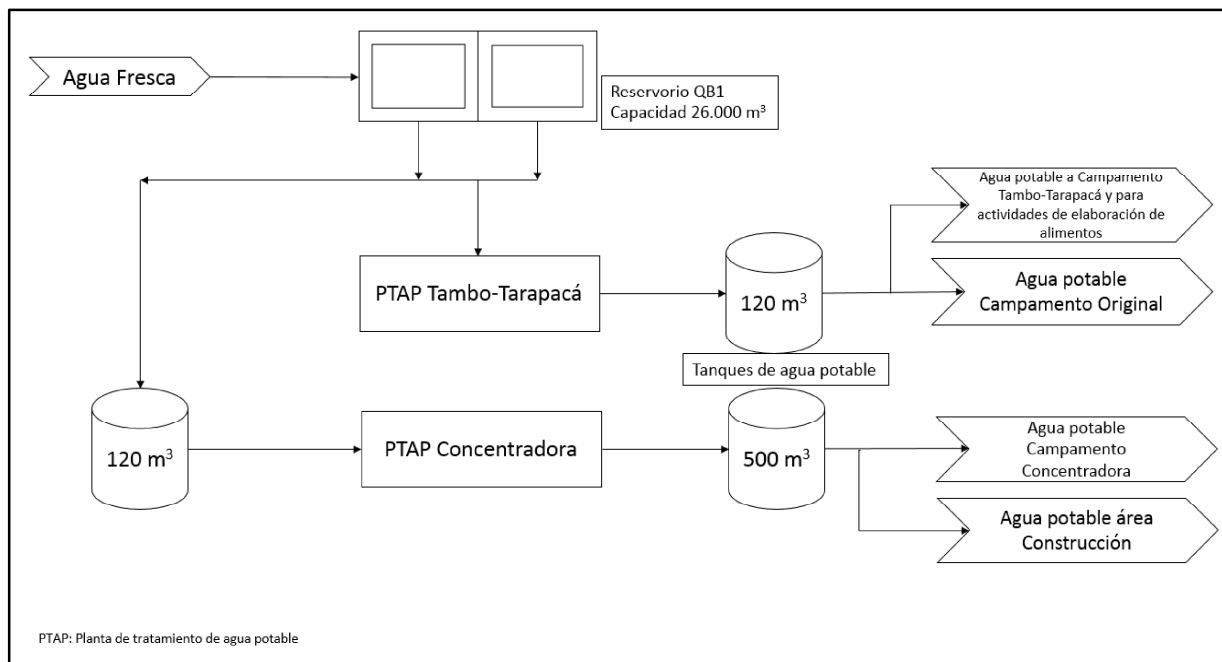 Agua Fresca
Reservorio QB1
Capacidad 26.000 m³
Agua potable a Campamento
Tambo-Tarapacá y para
actividades de elaboración de
alimentos
PTAP Tambo-Tarapacá
120 m³
Agua potable
Campamento Original
Tanques de agua potable
120 m³
PTAP Concentradora
500 m³
Agua potable
Campamento
Concentradora
Agua potable área
Construcción
PTAP: Planta de tratamiento de agua potable